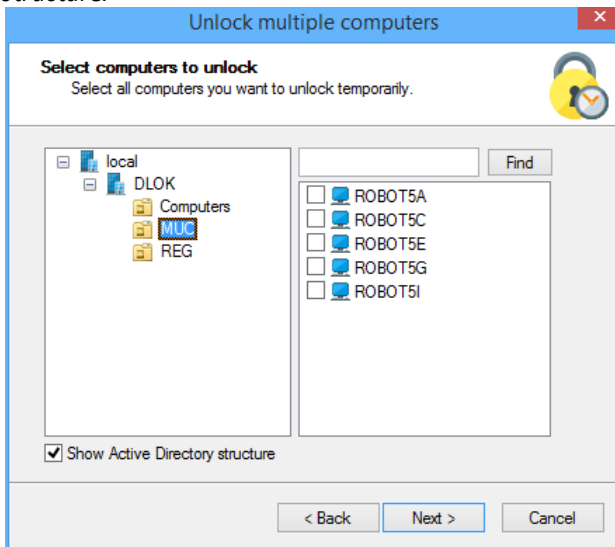 structure.
Unlock multiple computers
Select computers to unlock
Select all computers you want to unlock temporarily.
local
DLOK
Computers
MUC
REG
Find
ROBOT5A
ROBOT5C
ROBOT5E
ROBOT5G
ROBOT5I
Show Active Directory structure
< Back Next > Cancel